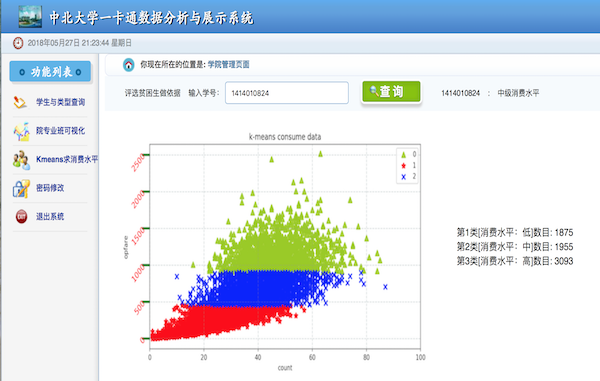 中北大学一卡通数据分析与展示系统
2018年05月27日 21:23:44 星期日
功能列表
你现在所在的位置是: 学院管理页面
学生与类型查询
院专业班可视化
Kmeans求消费水平
密码修改
EXIT
退出系统
评选贫困生做依据 输入学号: 1414010824 查询 1414010824 : 中级消费水平
k-means consume data
0
1
2
2500
2000
1500
1000
500
0
0 20 40 60 80 100
count
第1类[消费水平: 低]数目: 1875
第2类[消费水平: 中]数目: 1955
第3类[消费水平: 高]数目: 3093